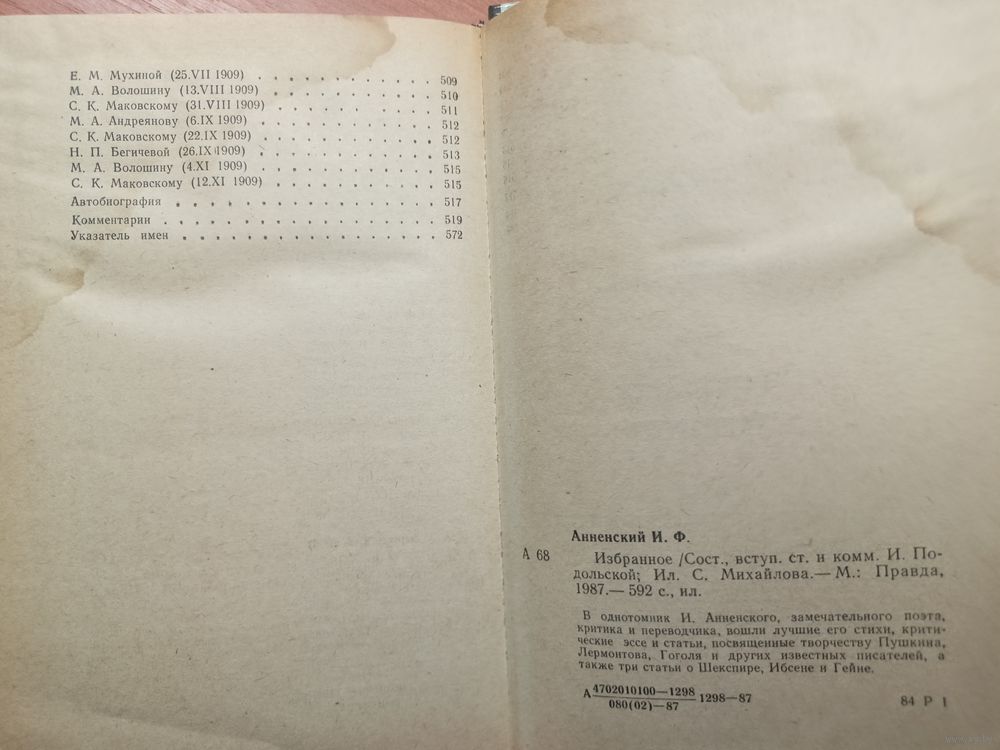 Е. М. Мухиной (25.VII 1909) . . . . . . . . . . . 509
М. А. Волошину (13.VIII 1909) . . . . . . . . . . 510
С. К. Маковскому (31.VIII 1909) . . . . . . . . . 511
М. А. Андреянову (6.IX 1909) . . . . . . . . . . . 512
С. К. Маковскому (22.IX 1909) . . . . . . . . . . 512
Н. П. Бегичевой (26.IX 1909) . . . . . . . . . . . 513
М. А. Волошину (4.XI 1909) . . . . . . . . . . . 515
С. К. Маковскому (12.XI 1909) . . . . . . . . . . 515
Автобиография . . . . . . . . . . . . . . . . 517
Комментарии . . . . . . . . . . . . . . . . . 519
Указатель имен . . . . . . . . . . . . . . . . 572
Анненский И. Ф.
А 68 Избранное /Сост., вступ. ст. и комм. И. По-
дольской; Ил. С. Михайлова.— М.: Правда,
1987.— 592 с., ил.
В однотомник И. Анненского, замечательного поэта,
критика и переводчика, вошли лучшие его стихи, крити-
ческие эссе и статьи, посвященные творчеству Пушкина,
Лермонтова, Гоголя и других известных писателей, а
также три статьи о Шекспире, Ибсене и Гейне.
А 4702010100—1298 1298—87
080(02)—87
84 Р 1